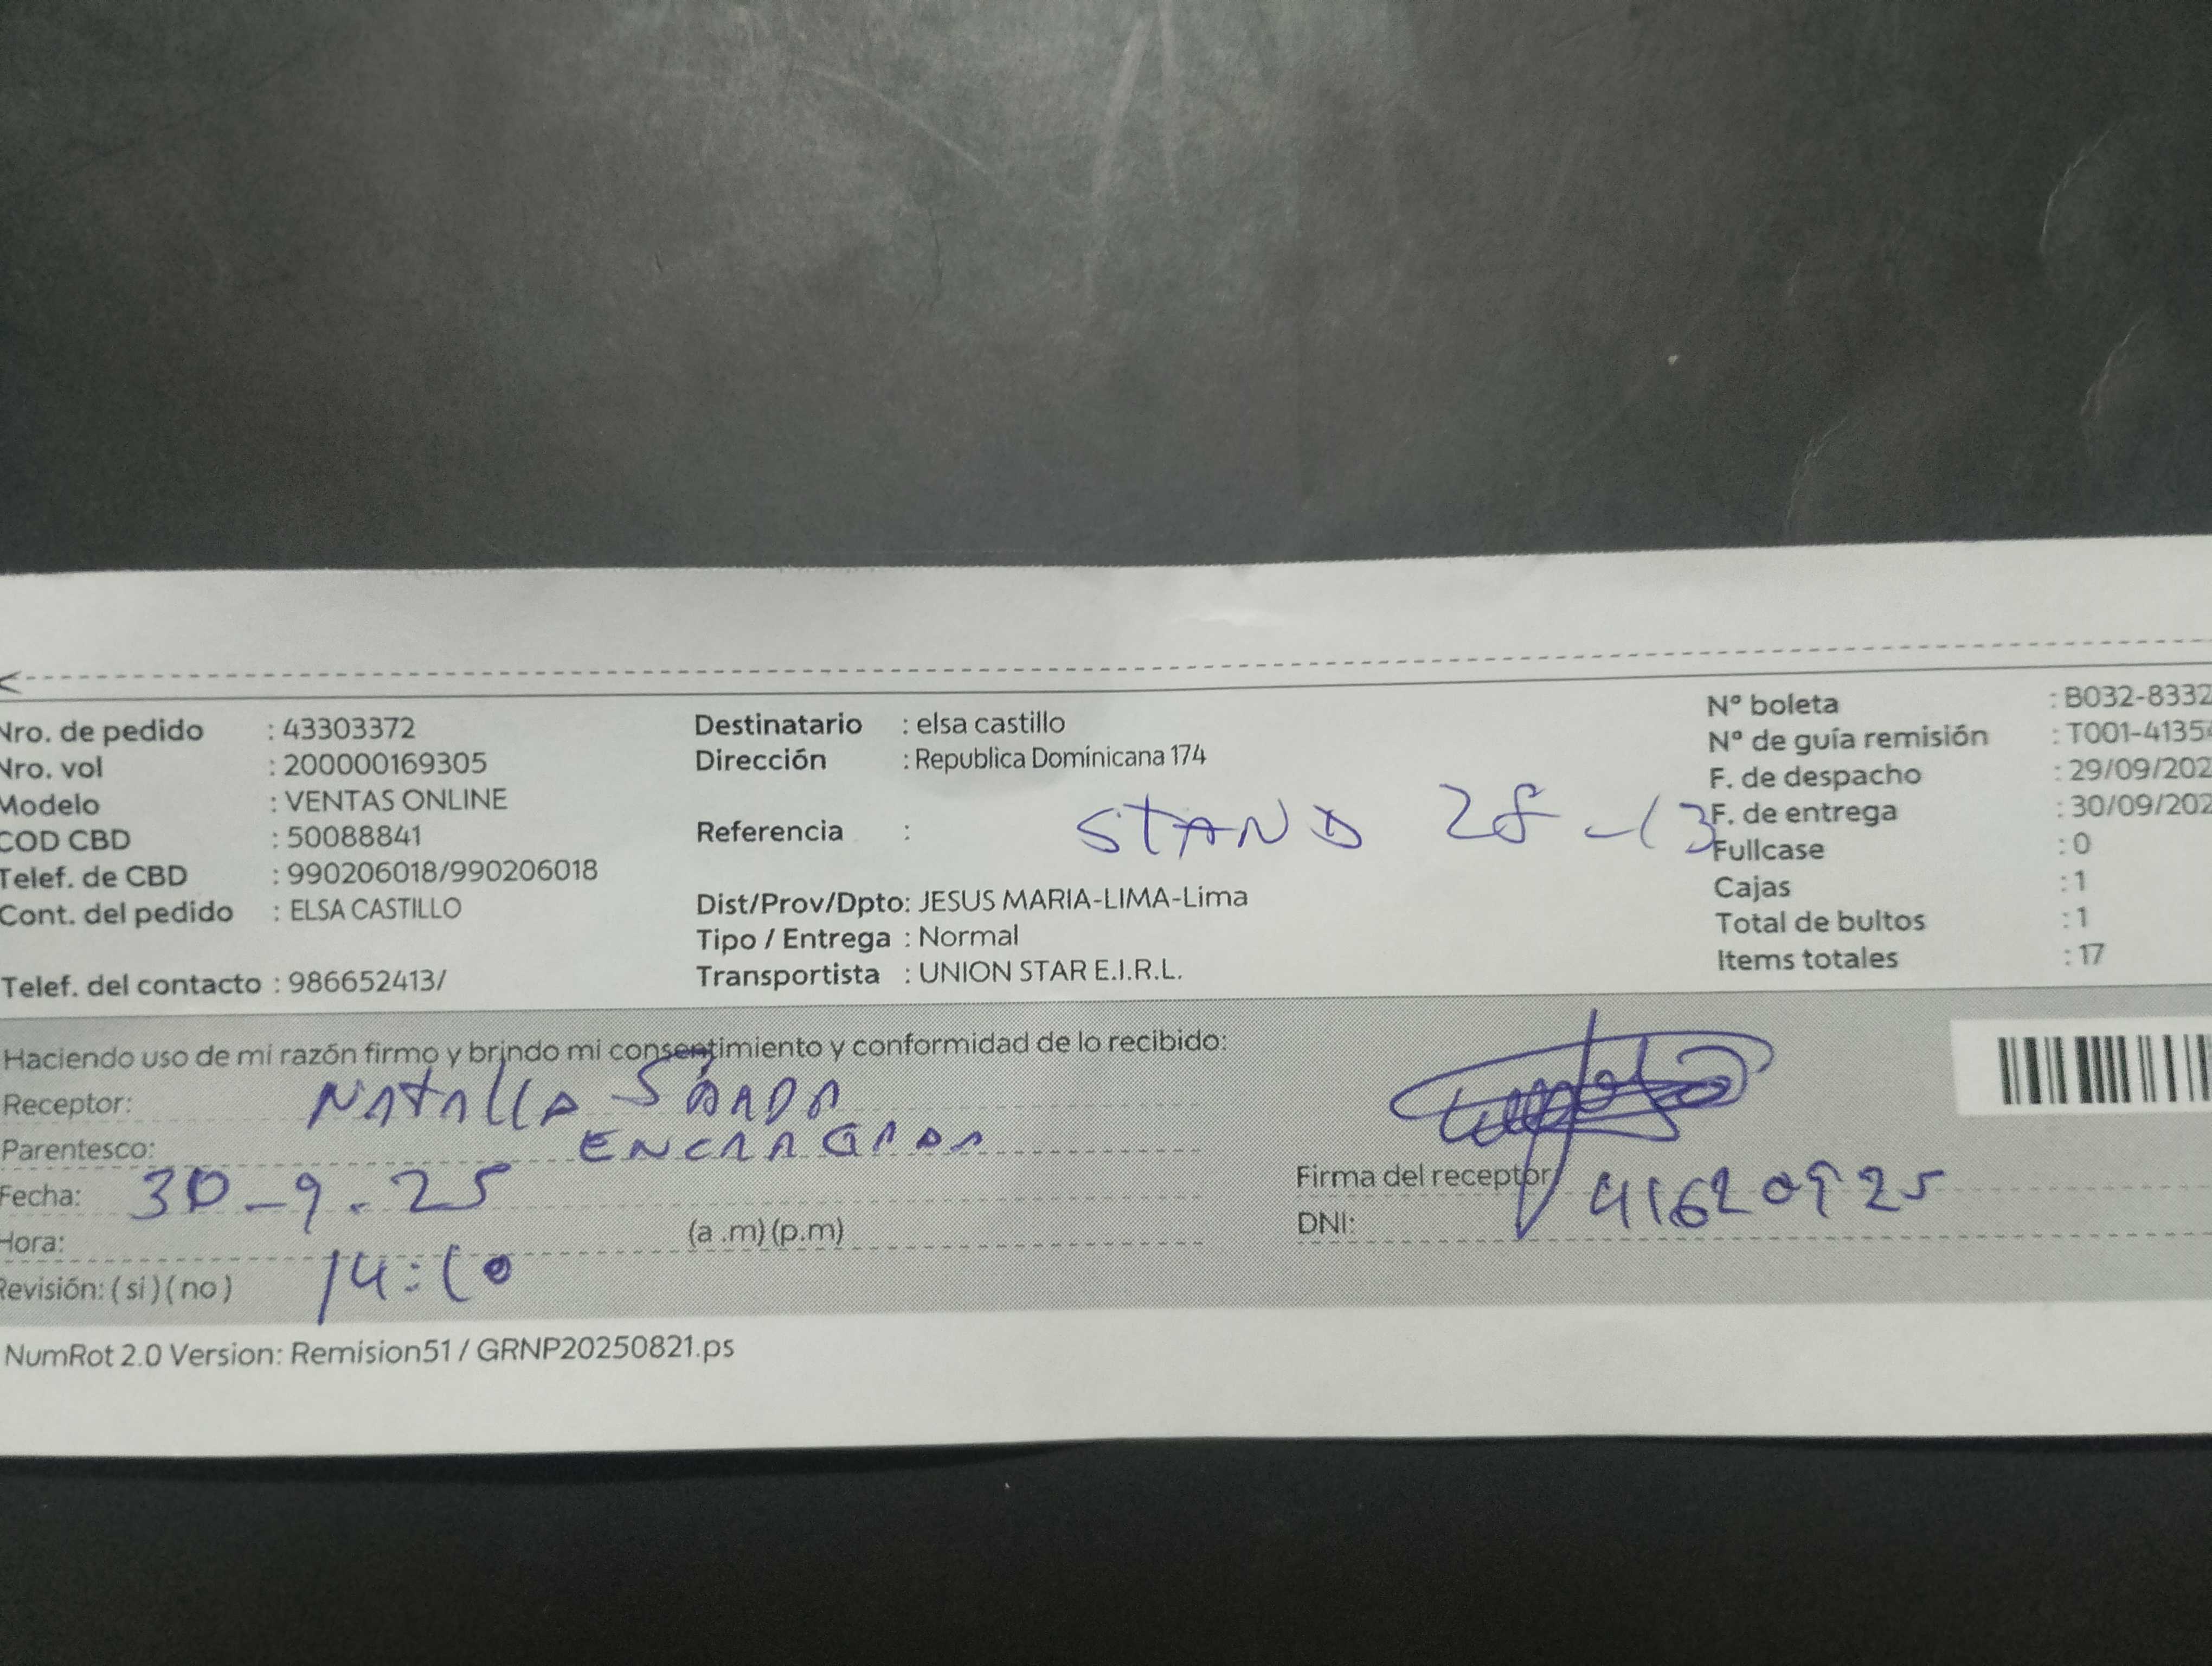 Nro. de pedido : 43303372
Nro. vol : 200000169305
Modelo : VENTAS ONLINE
COD CBD : 50088841
Telef. de CBD : 990206018/990206018
Cont. del pedido : ELSA CASTILLO
Telef. del contacto : 986652413/
Destinatario : elsa castillo
Dirección : Republica Dominicana 174
Referencia : STAND 28-13
Dist/Prov/Dpto: JESUS MARIA-LIMA-Lima
Tipo / Entrega : Normal
Transportista : UNION STAR E.I.R.L.
Nº boleta : B032-8332
Nº de guía remisión : T001-4135
F. de despacho : 29/09/202
F. de entrega : 30/09/202
Fullcase : 0
Cajas : 1
Total de bultos : 1
Items totales : 17
Haciendo uso de mi razón firmo y brindo mi consentimiento y conformidad de lo recibido:
Receptor: NATALIA
Parentesco: ENCARGADA
Fecha: 30-9-25
Hora: 14:10 (a .m) (p.m)
Revisión: ( si ) ( no )
Firma del receptor
DNI: 41620925
NumRot 2.0 Version: Remision51 / GRNP20250821.ps